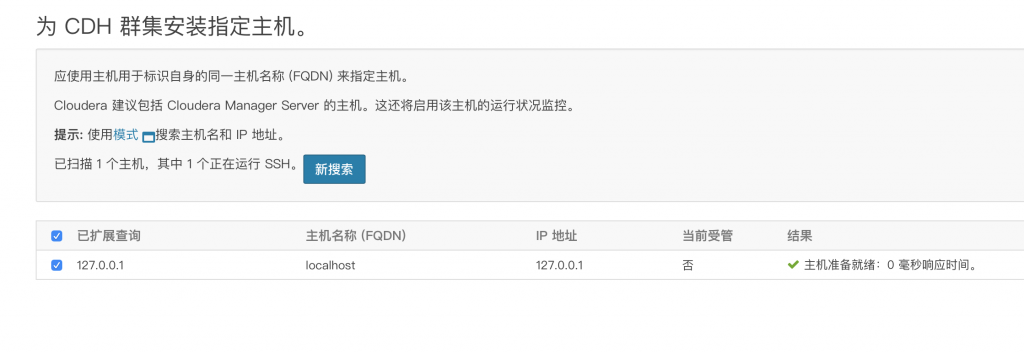 为 CDH 群集安装指定主机。
应使用主机用于标识自身的同一主机名称 (FQDN) 来指定主机。
Cloudera 建议包括 Cloudera Manager Server 的主机。这还将启用该主机的运行状况监控。
提示: 使用模式 搜索主机名和 IP 地址。
已扫描 1 个主机，其中 1 个正在运行 SSH。 新搜索
已扩展查询 主机名称 (FQDN) IP 地址 当前受管 结果
127.0.0.1 localhost 127.0.0.1 否 主机准备就绪：0 毫秒响应时间。